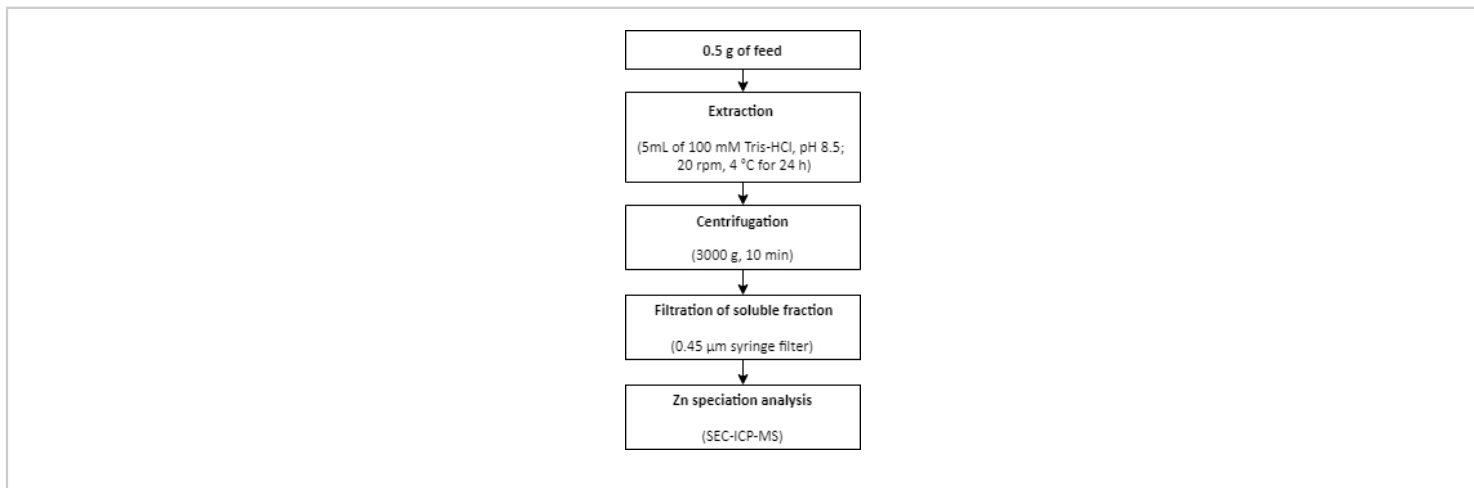 0.5 g of feed
Extraction
(5mL of 100 mM Tris-HCl, pH 8.5;
20 rpm, 4 °C for 24 h)
Centrifugation
(3000 g, 10 min)
Filtration of soluble fraction
(0.45 µm syringe filter)
Zn speciation analysis
(SEC-ICP-MS)